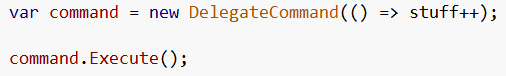 var command = new DelegateCommand(() => stuff++);
command.Execute();